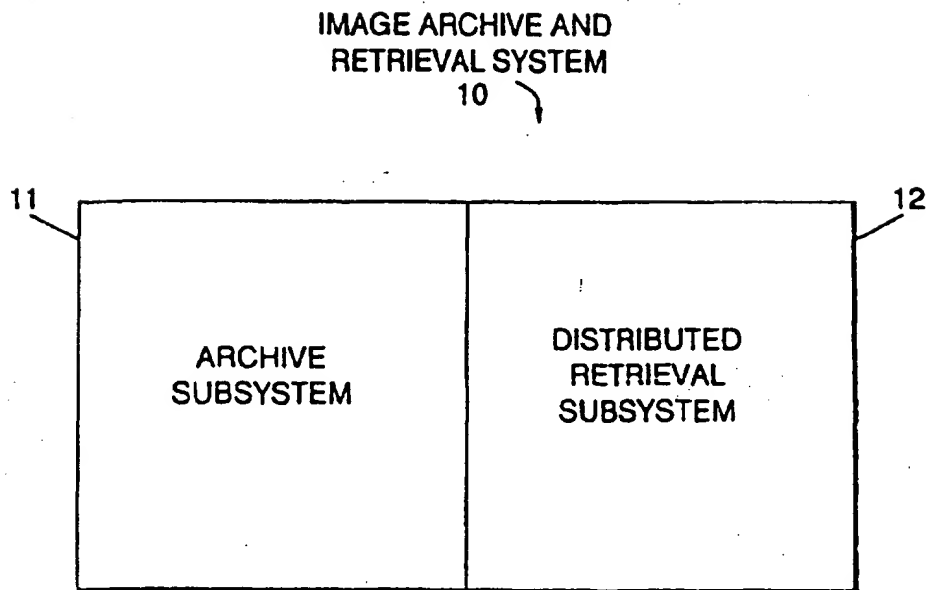 IMAGE ARCHIVE AND
RETRIEVAL SYSTEM
10
11
12
ARCHIVE
SUBSYSTEM
DISTRIBUTED
RETRIEVAL
SUBSYSTEM